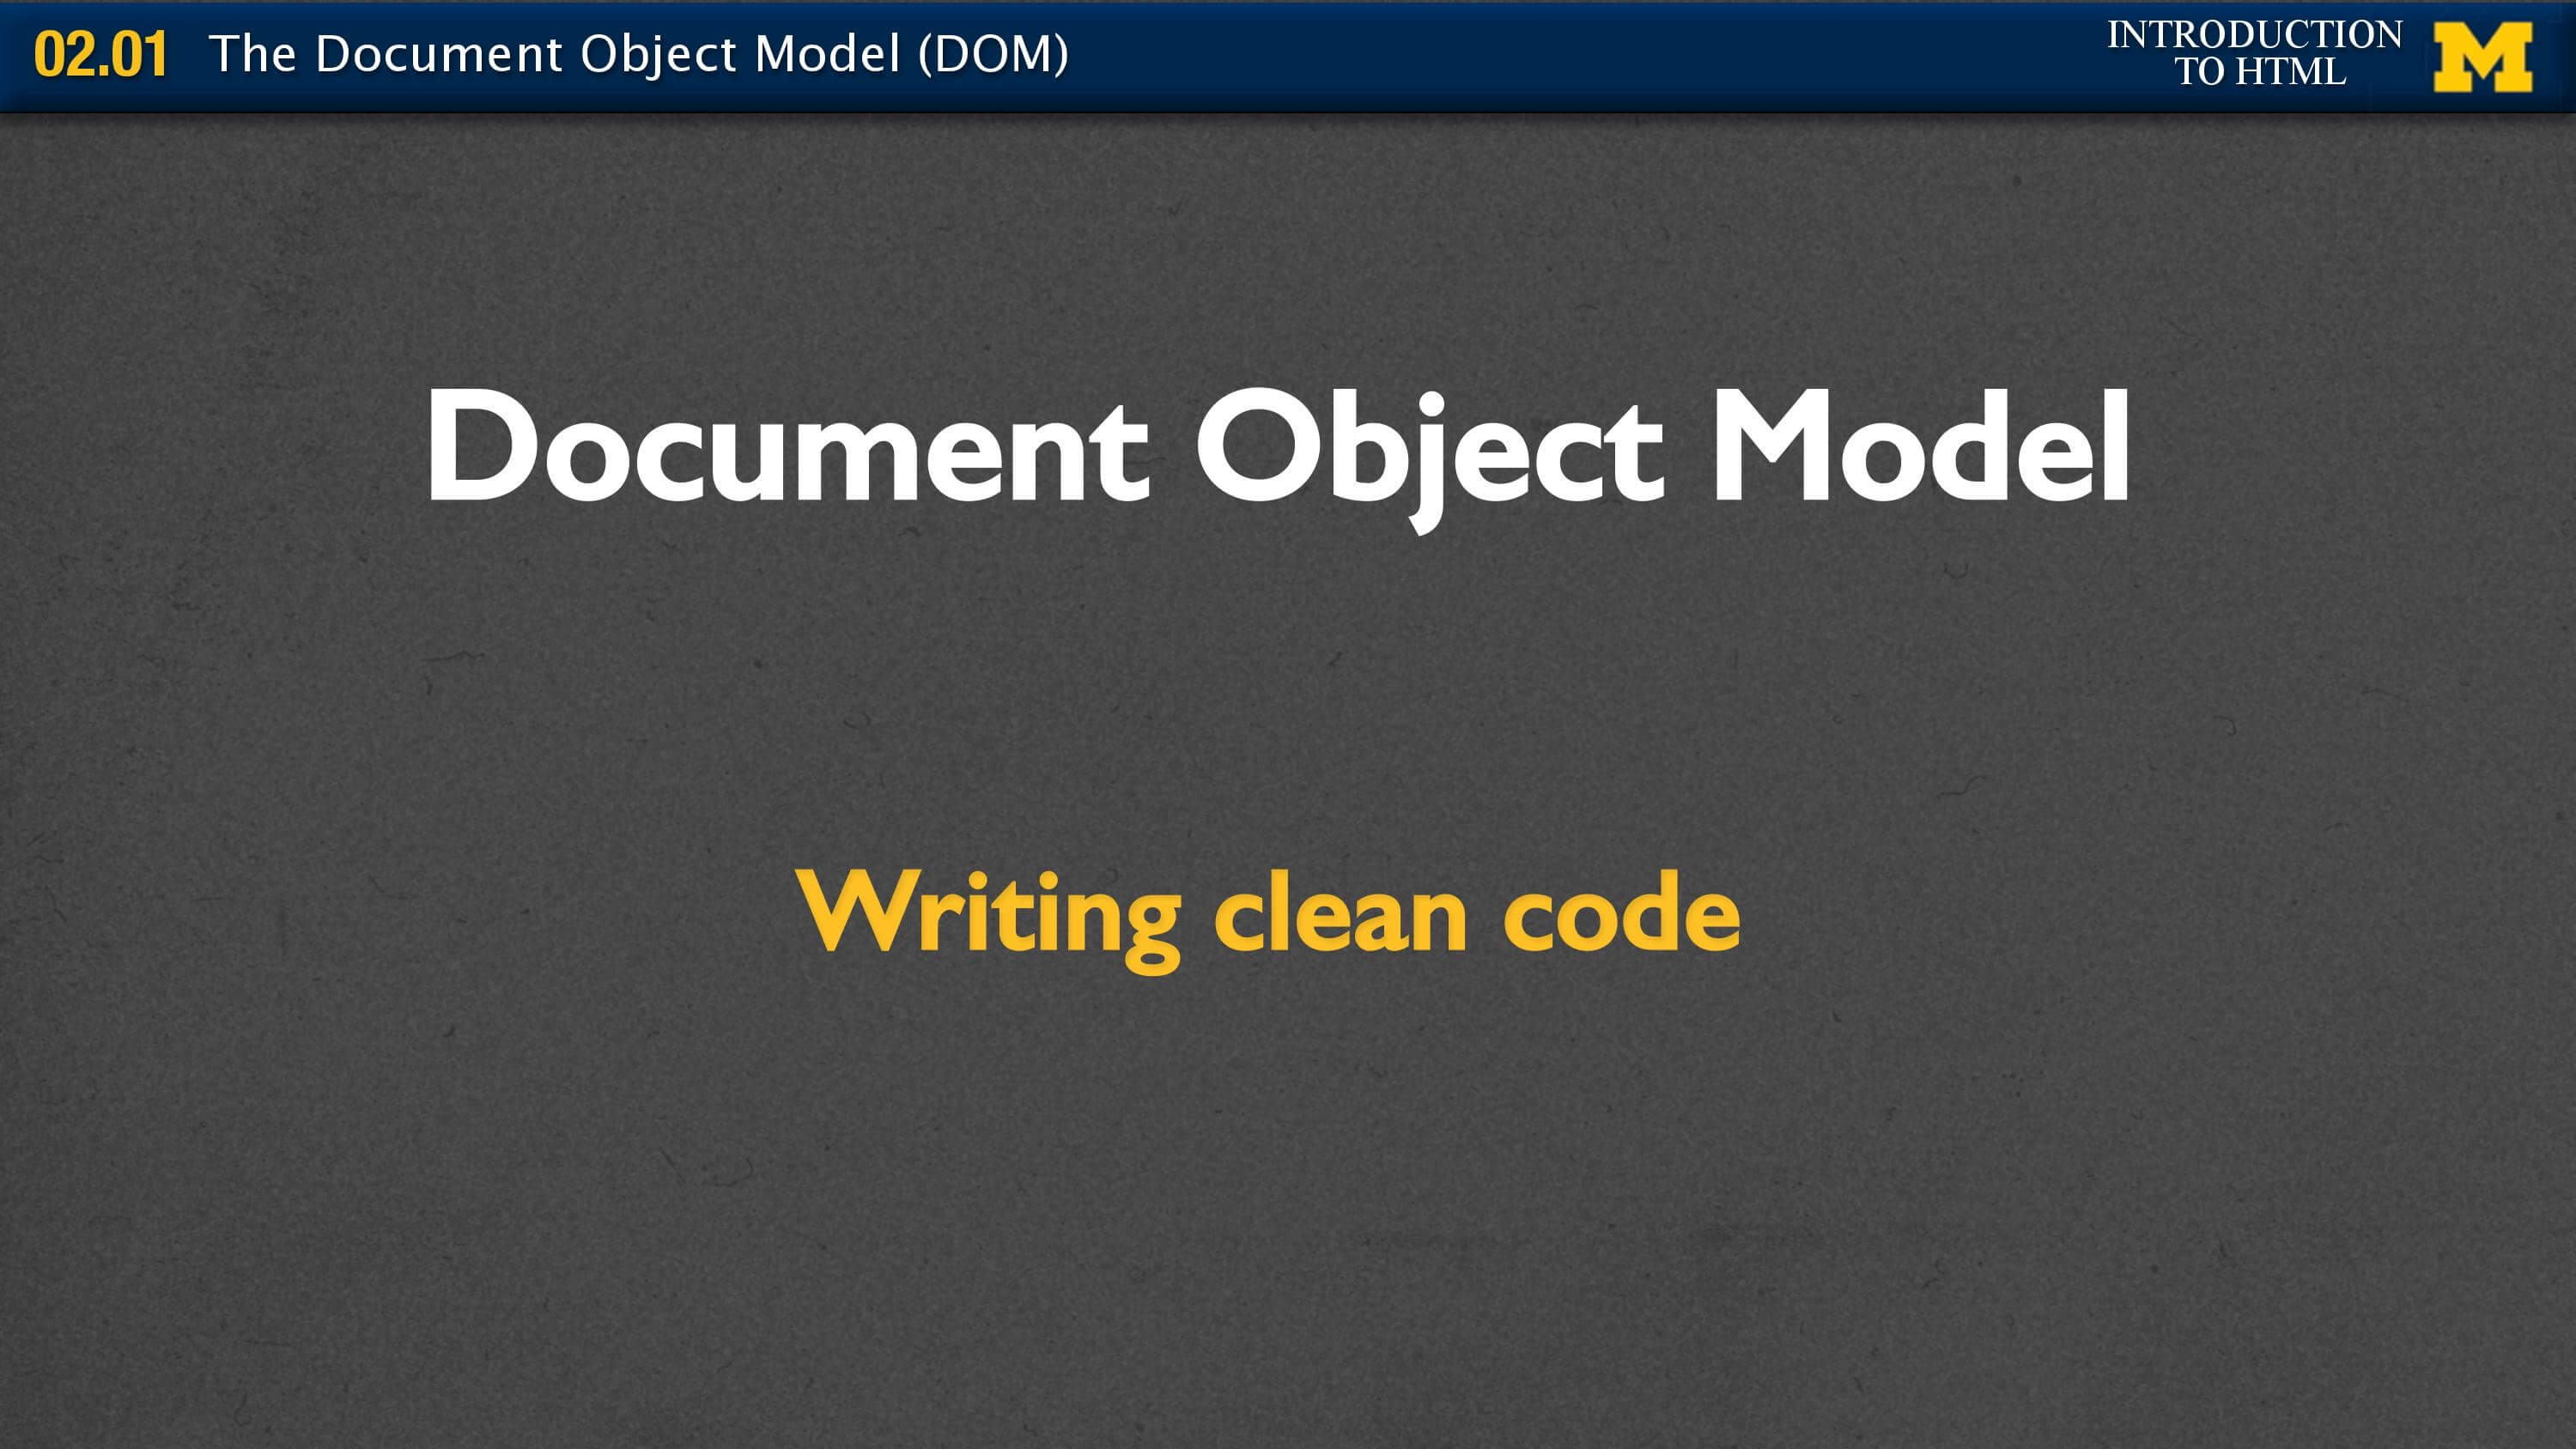 02.01 The Document Object Model (DOM)
INTRODUCTION
TO HTML
M
Document Object Model
Writing clean code